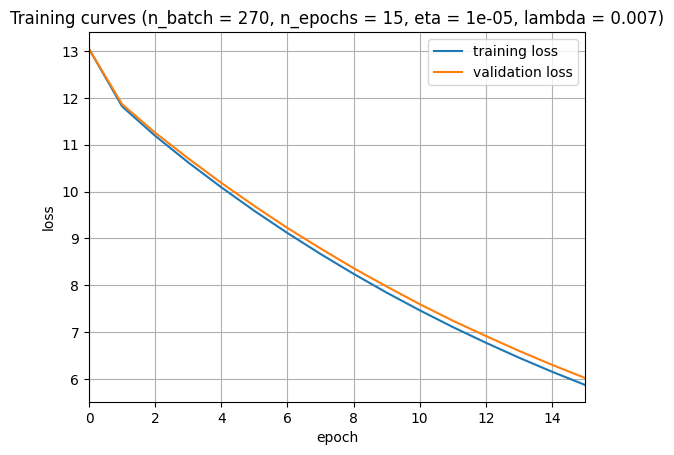 Training curves (n_batch = 270, n_epochs = 15, eta = 1e-05, lambda = 0.007)
training loss
validation loss
13
12
11
10
9
8
7
6
loss
0 2 4 6 8 10 12 14
epoch